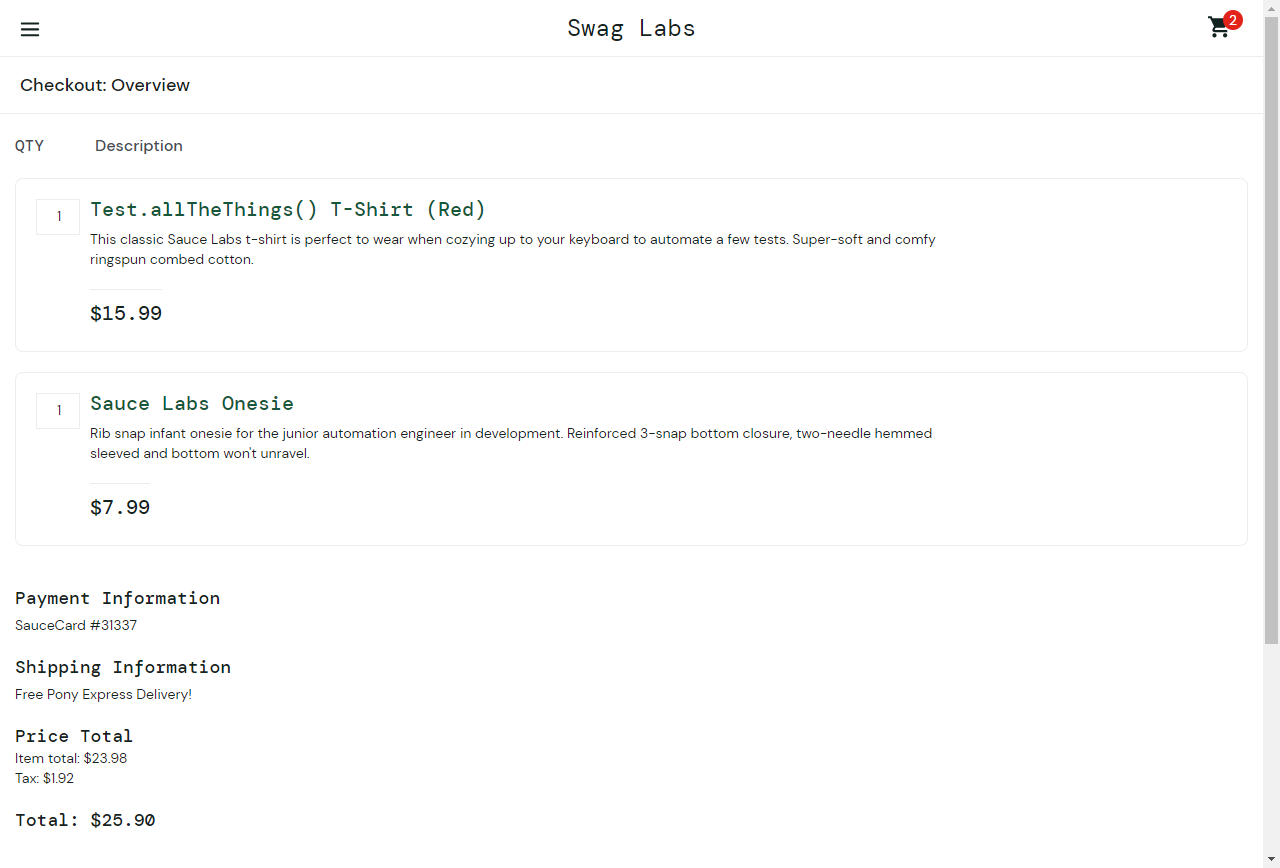 Swag Labs
2
Checkout: Overview
QTY Description
1
Test.allTheThings() T-Shirt (Red)
This classic Sauce Labs t-shirt is perfect to wear when cozying up to your keyboard to automate a few tests. Super-soft and comfy
ringspun combed cotton.
$15.99
1
Sauce Labs Onesie
Rib snap infant onesie for the junior automation engineer in development. Reinforced 3-snap bottom closure, two-needle hemmed
sleeved and bottom won't unravel.
$7.99
Payment Information
SauceCard #31337
Shipping Information
Free Pony Express Delivery!
Price Total
Item total: $23.98
Tax: $1.92
Total: $25.90